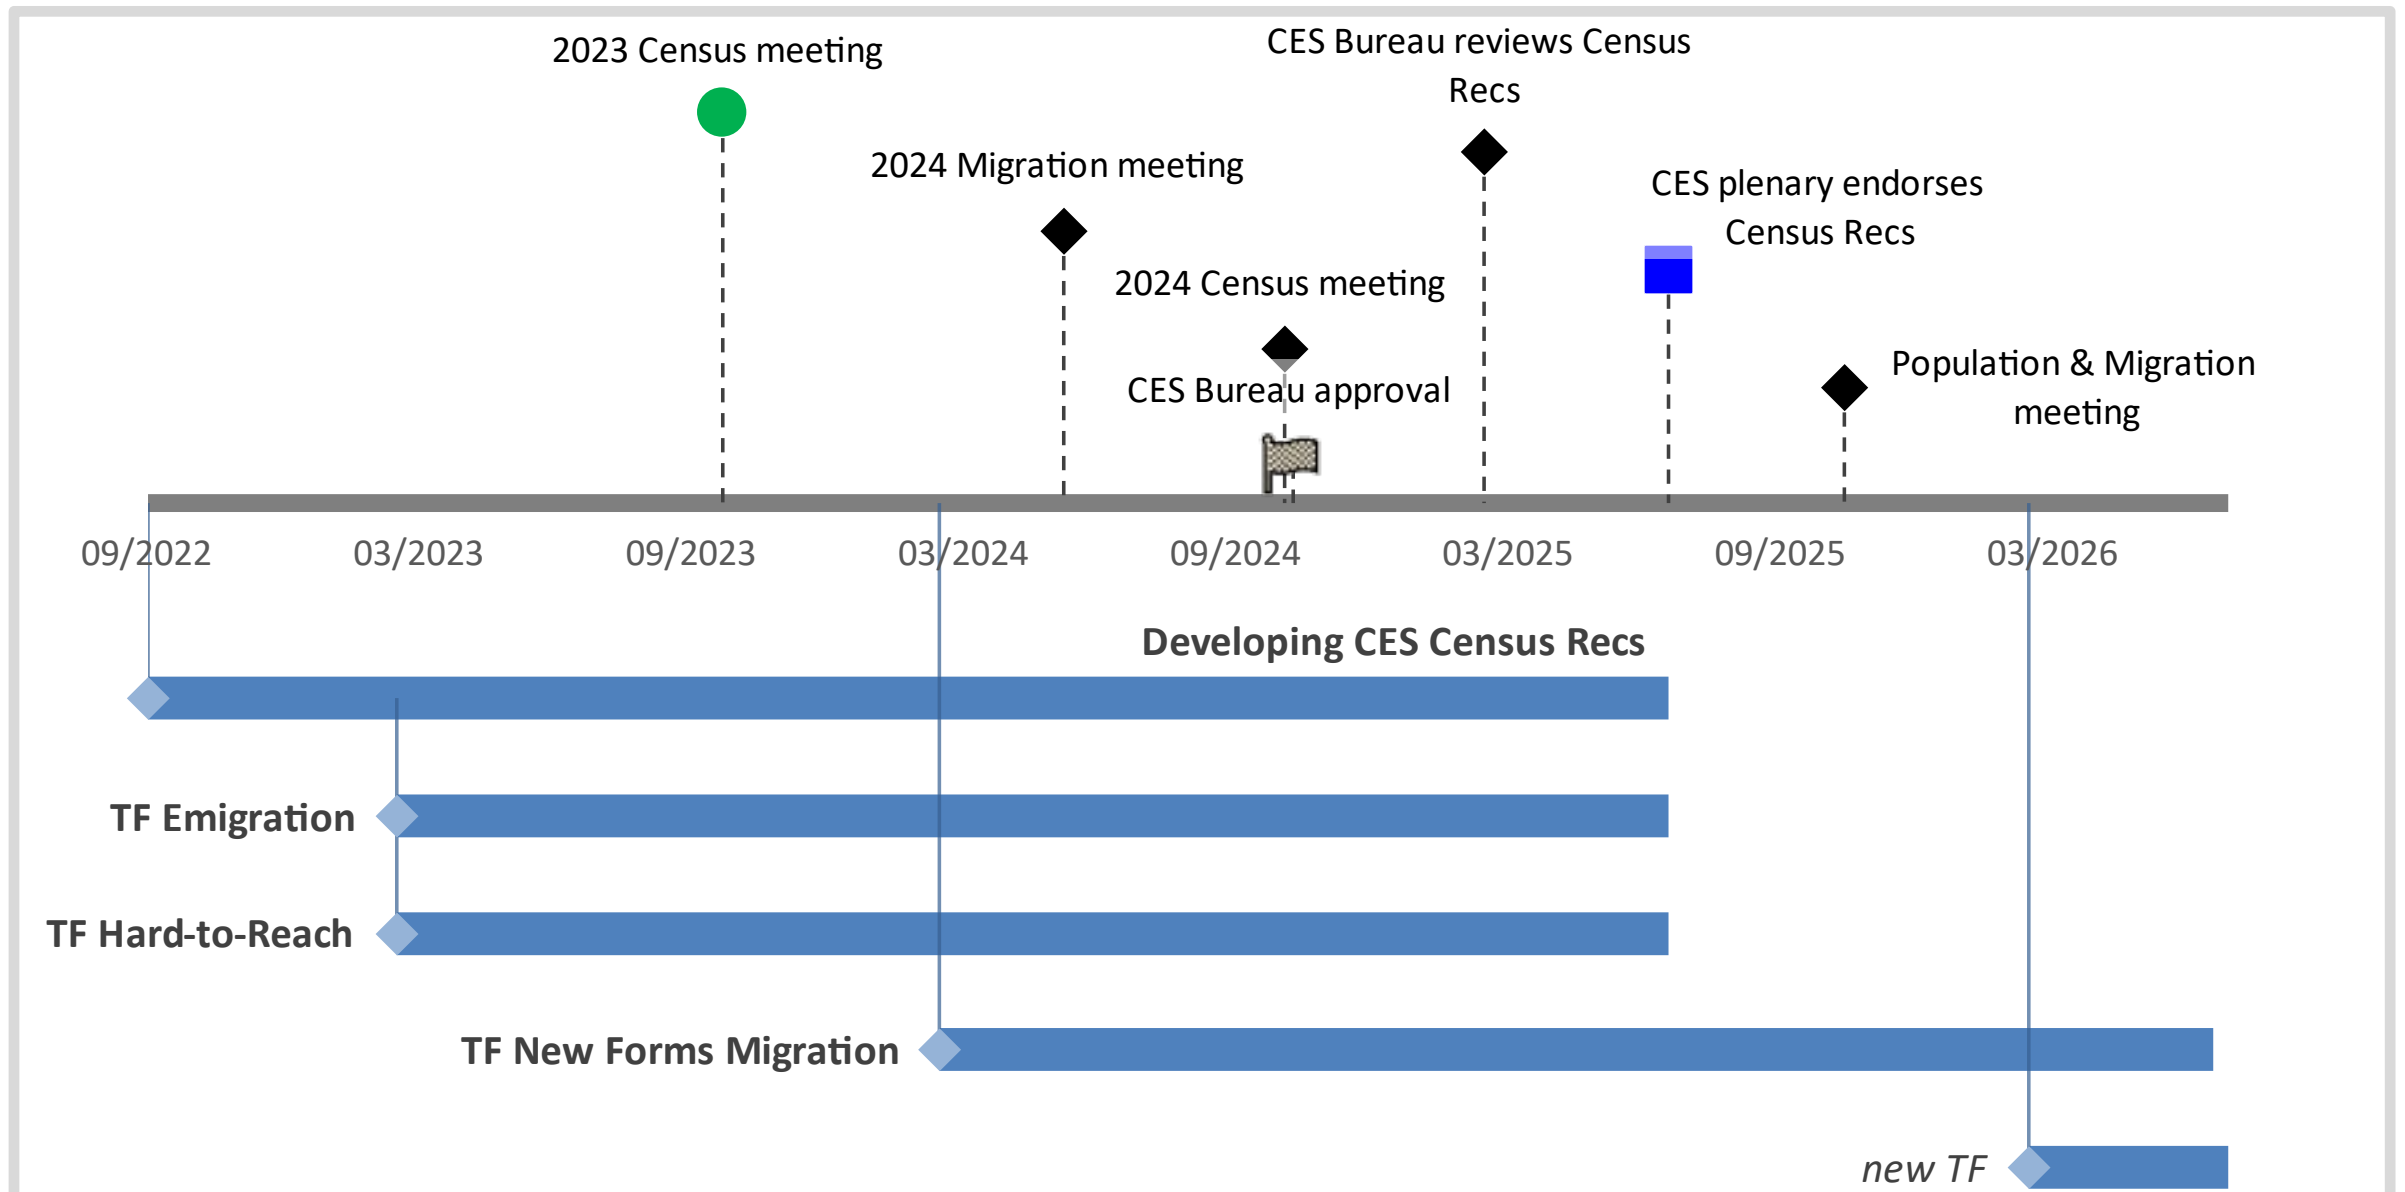 2023 Census meeting
CES Bureau reviews Census
Recs
2024 Migration meeting
CES plenary endorses
Census Recs
2024 Census meeting
CES Bureau approval
Population & Migration
meeting
09/2022
03/2023
09/2023
03/2024
09/2024
03/2025
09/2025
03/2026
Developing CES Census Recs
TF Emigration
TF Hard-to-Reach
TF New Forms Migration
new TF